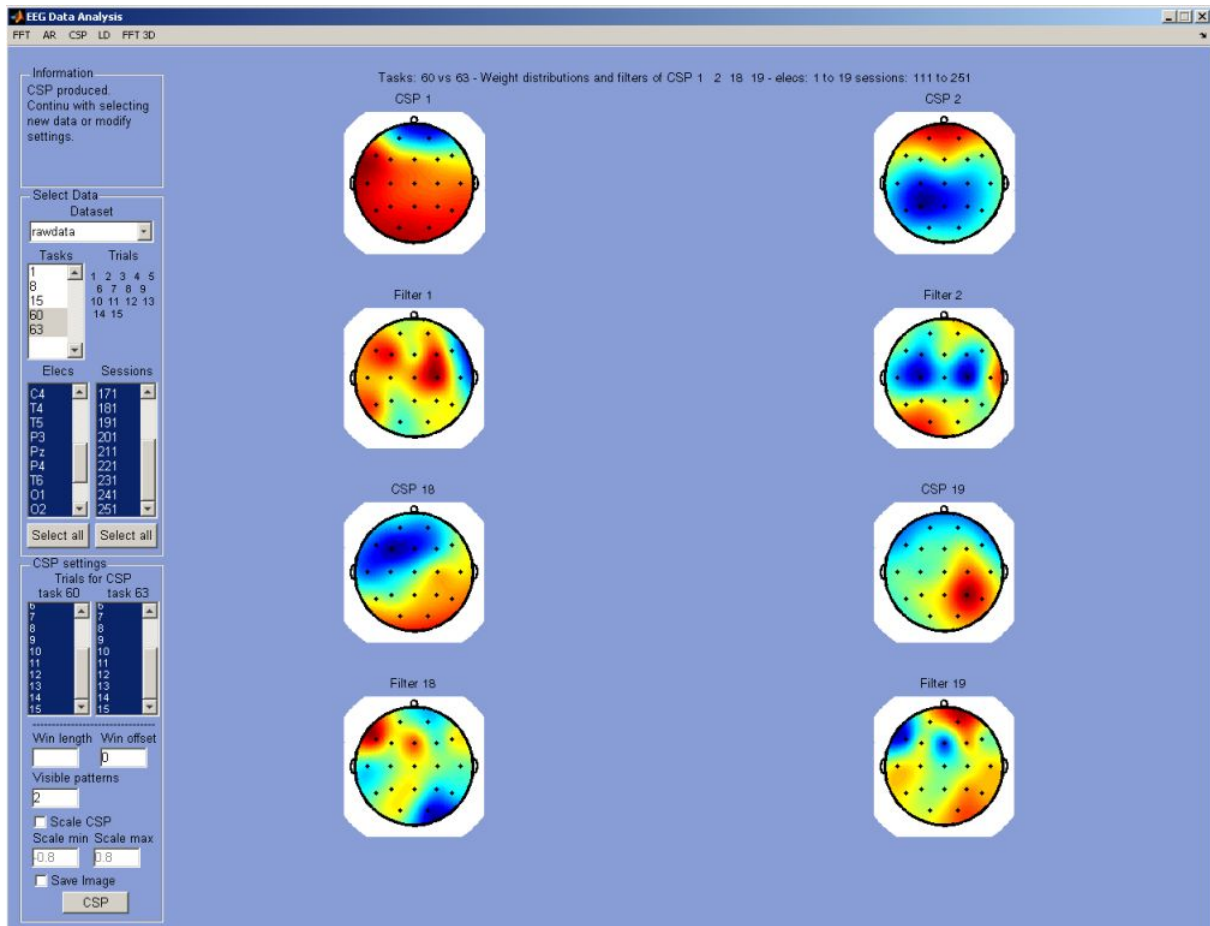 EEG Data Analysis
FFT AR CSP LD FFT 3D
Information
CSP produced.
Continu with selecting
new data or modify
settings.
Select Data
Dataset
rawdata
Tasks Trials
1
8
15
60
63
1 2 3 4 5
6 7 8 9
10 11 12 13
14 15
Elecs Sessions
C4 171
T4 181
T5 191
P3 201
Pz 211
P4 221
T6 231
O1 241
O2 251
Select all Select all
CSP settings
Trials for CSP
task 60 task 63
6 6
7 7
8 8
9 9
10 10
11 11
12 12
13 13
14 14
15 15
Win length Win offset
0
Visible patterns
2
Scale CSP
Scale min Scale max
-0.8 0.8
Save Image
CSP
Tasks: 60 vs 63 - Weight distributions and filters of CSP 1 2 18 19 - elecs: 1 to 19 sessions: 111 to 251
CSP 1 CSP 2
Filter 1 Filter 2
CSP 18 CSP 19
Filter 18 Filter 19